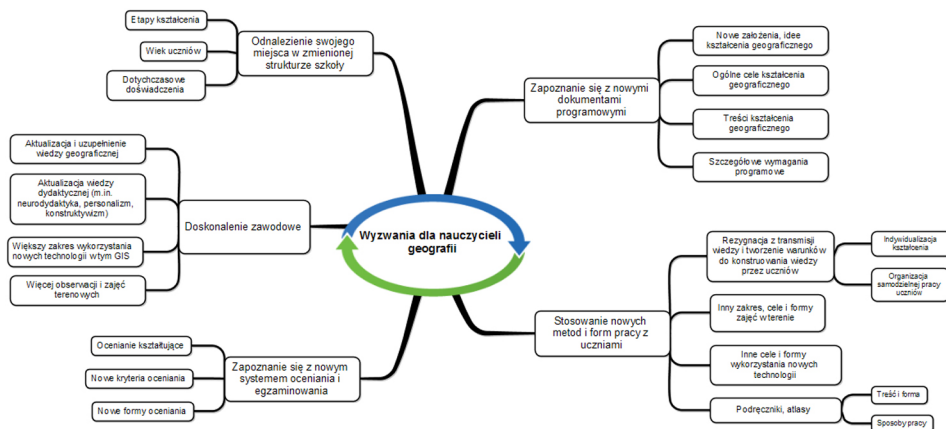 Etapy kształcenia
Wiek uczniów
Dotychczasowe
doświadczenia
Odnalezienie swojego
miejsca w zmienionej
strukturze szkoły
Nowe założenia, idee
kształcenia geograficznego
Ogólne cele kształcenia
geograficznego
Treści kształcenia
geograficznego
Szczegółowe wymagania
programowe
Zapoznanie się z nowymi
dokumentami
programowymi
Aktualizacja i uzupełnienie
wiedzy geograficznej
Aktualizacja wiedzy
dydaktycznej (m.in.
neurodydaktyka, personalizm,
konstruktywizm)
Większy zakres wykorzystania
nowych technologii wtym GIS
Więcej obserwacji i zajęć
terenowych
Doskonalenie zawodowe
Wyzwania dla nauczycieli
geografii
Rezygnacja z transmisji
wiedzy i tworzenie warunków
do konstruowania wiedzy
przez uczniów
Indywidualizacja
kształcenia
Organizacja
samodzielnej pracy
uczniów
Inny zakres, cele i formy
zajęć w terenie
Stosowanie nowych
metod i form pracy z
uczniami
Inne cele i formy
wykorzystania nowych
technologii
Podręczniki, atlasy
Treść i forma
Sposoby pracy
Ocenianie kształtujące
Nowe kryteria oceniania
Nowe formy oceniania
Zapoznanie się z nowym
systemem oceniania i
egzaminowania